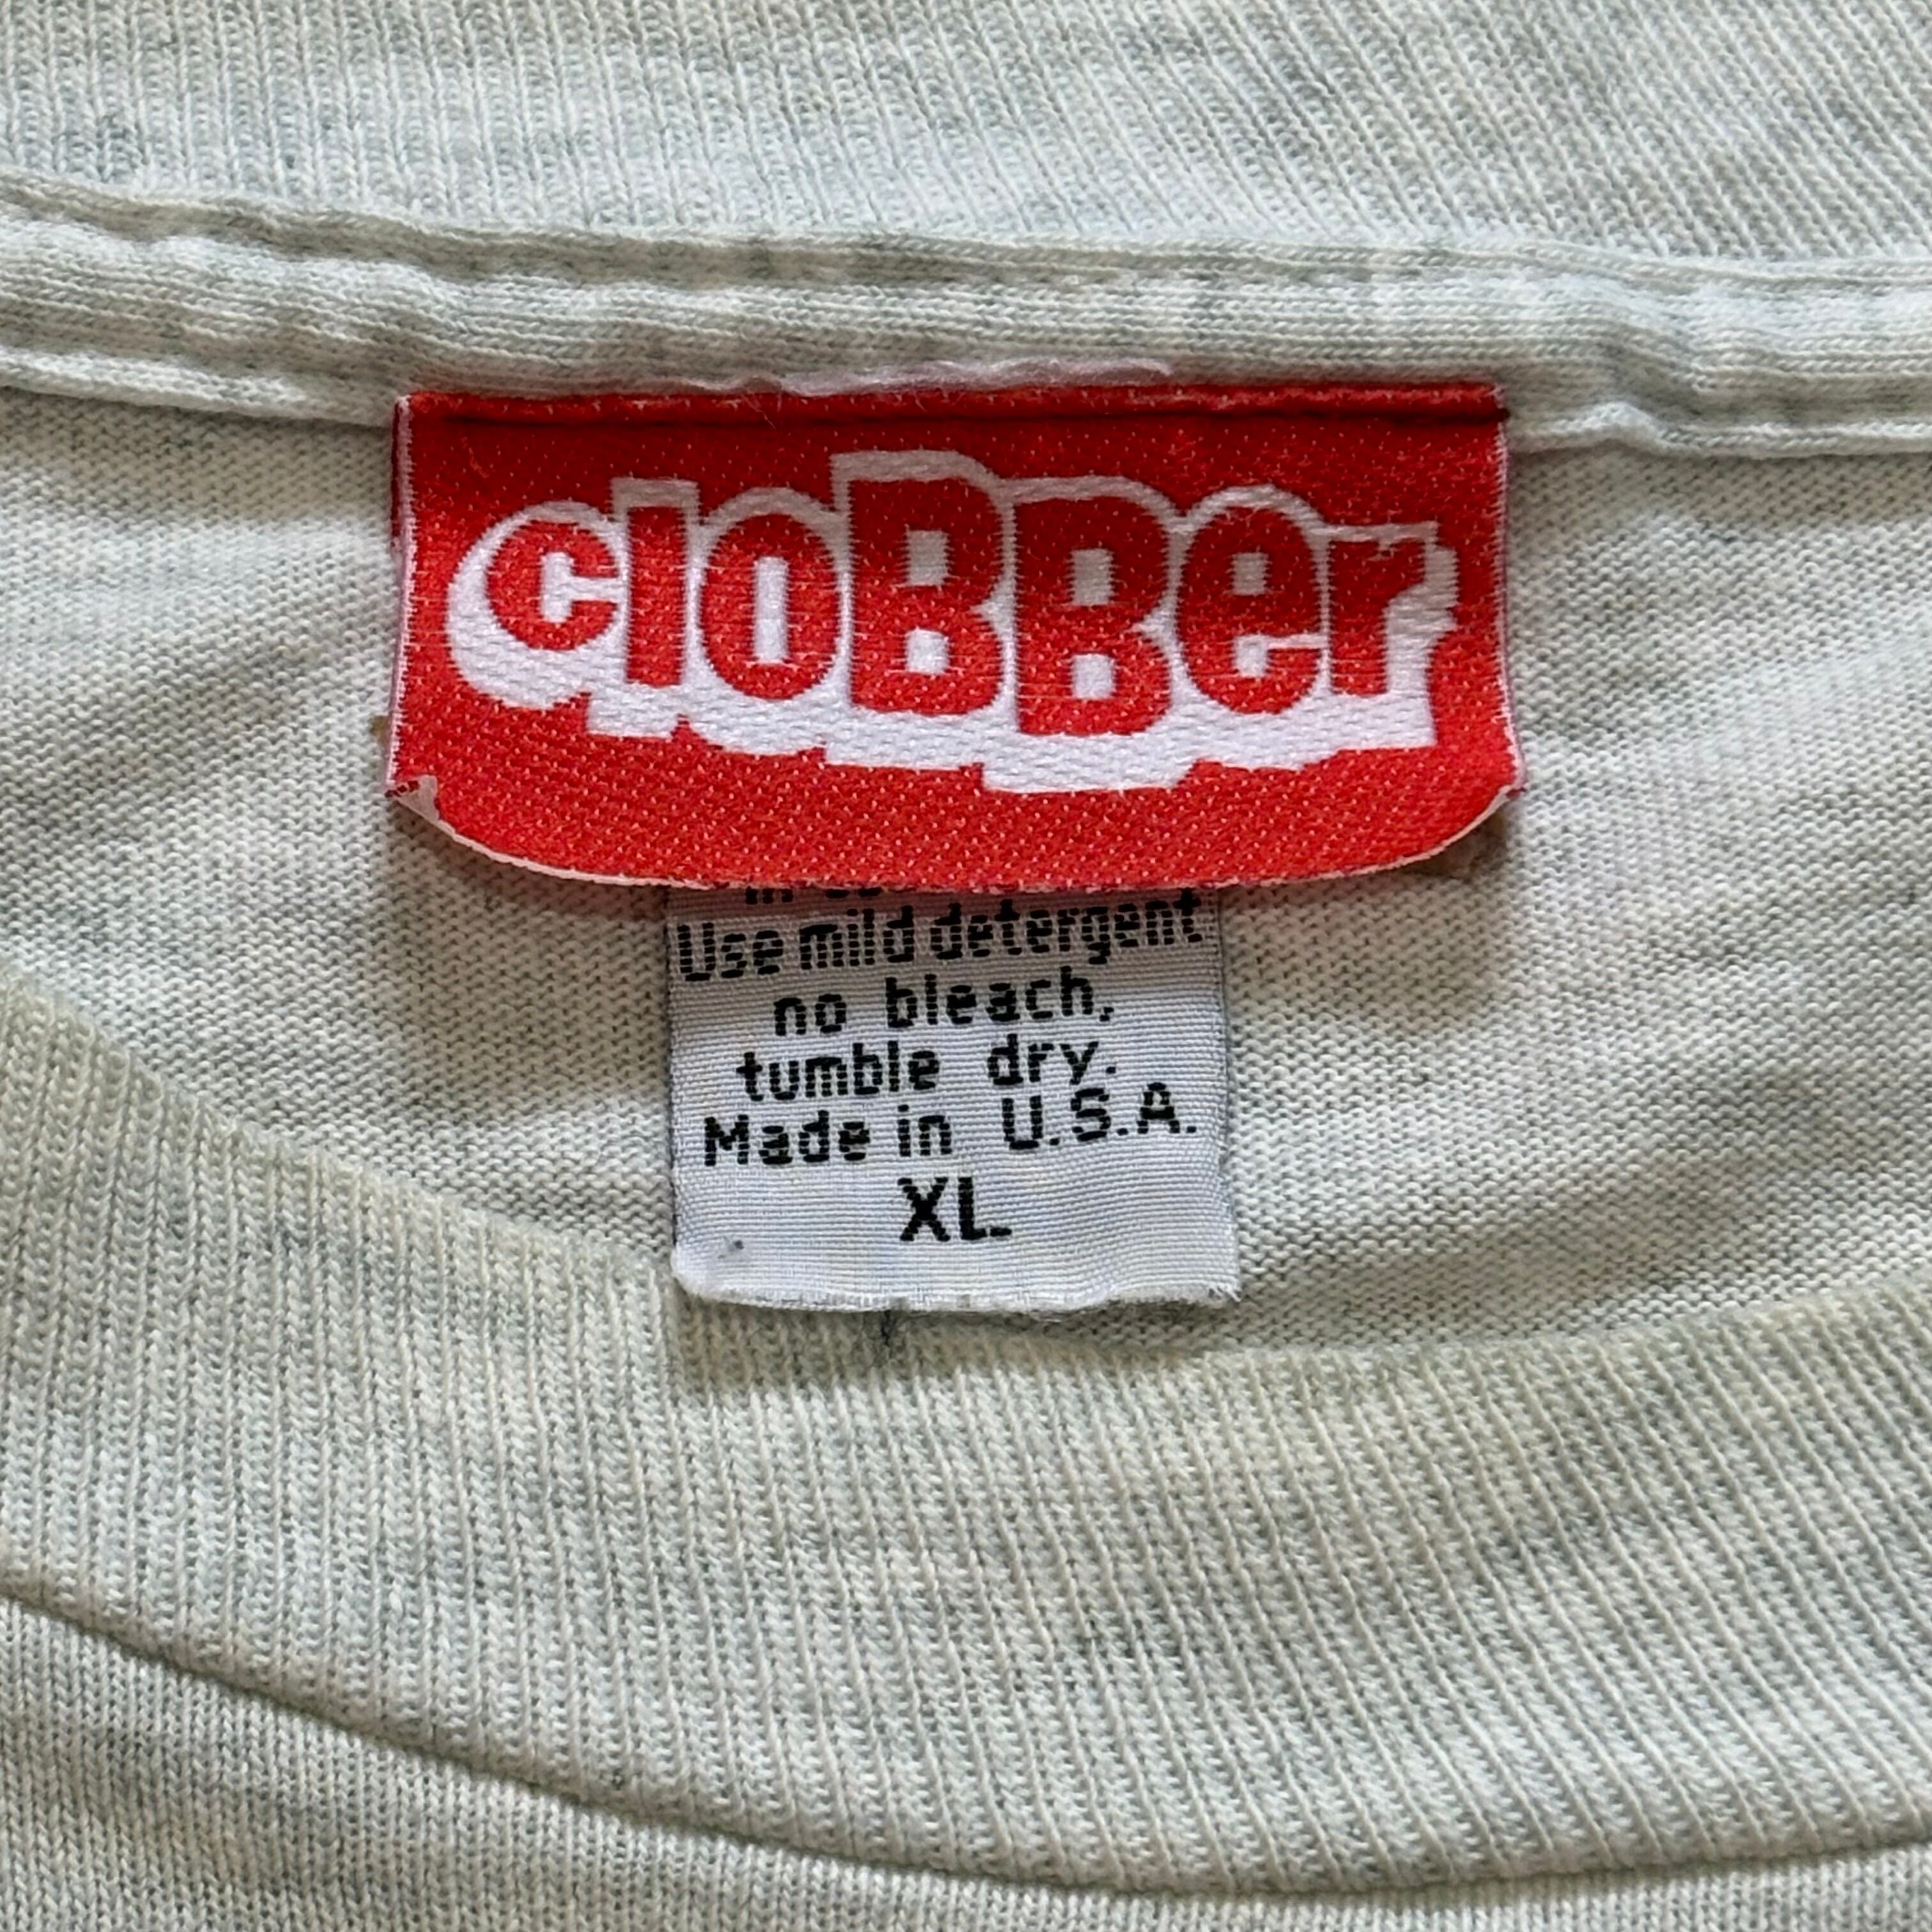 cloBBer
Use mild detergent
no bleach,
tumble dry.
Made in U.S.A.
XL